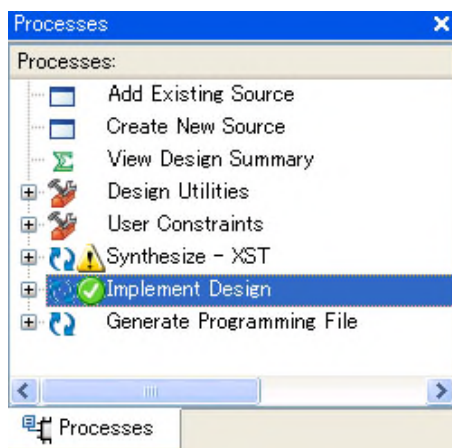 Processes
Processes:
Add Existing Source
Create New Source
View Design Summary
Design Utilities
User Constraints
Synthesize - XST
Implement Design
Generate Programming File
Processes